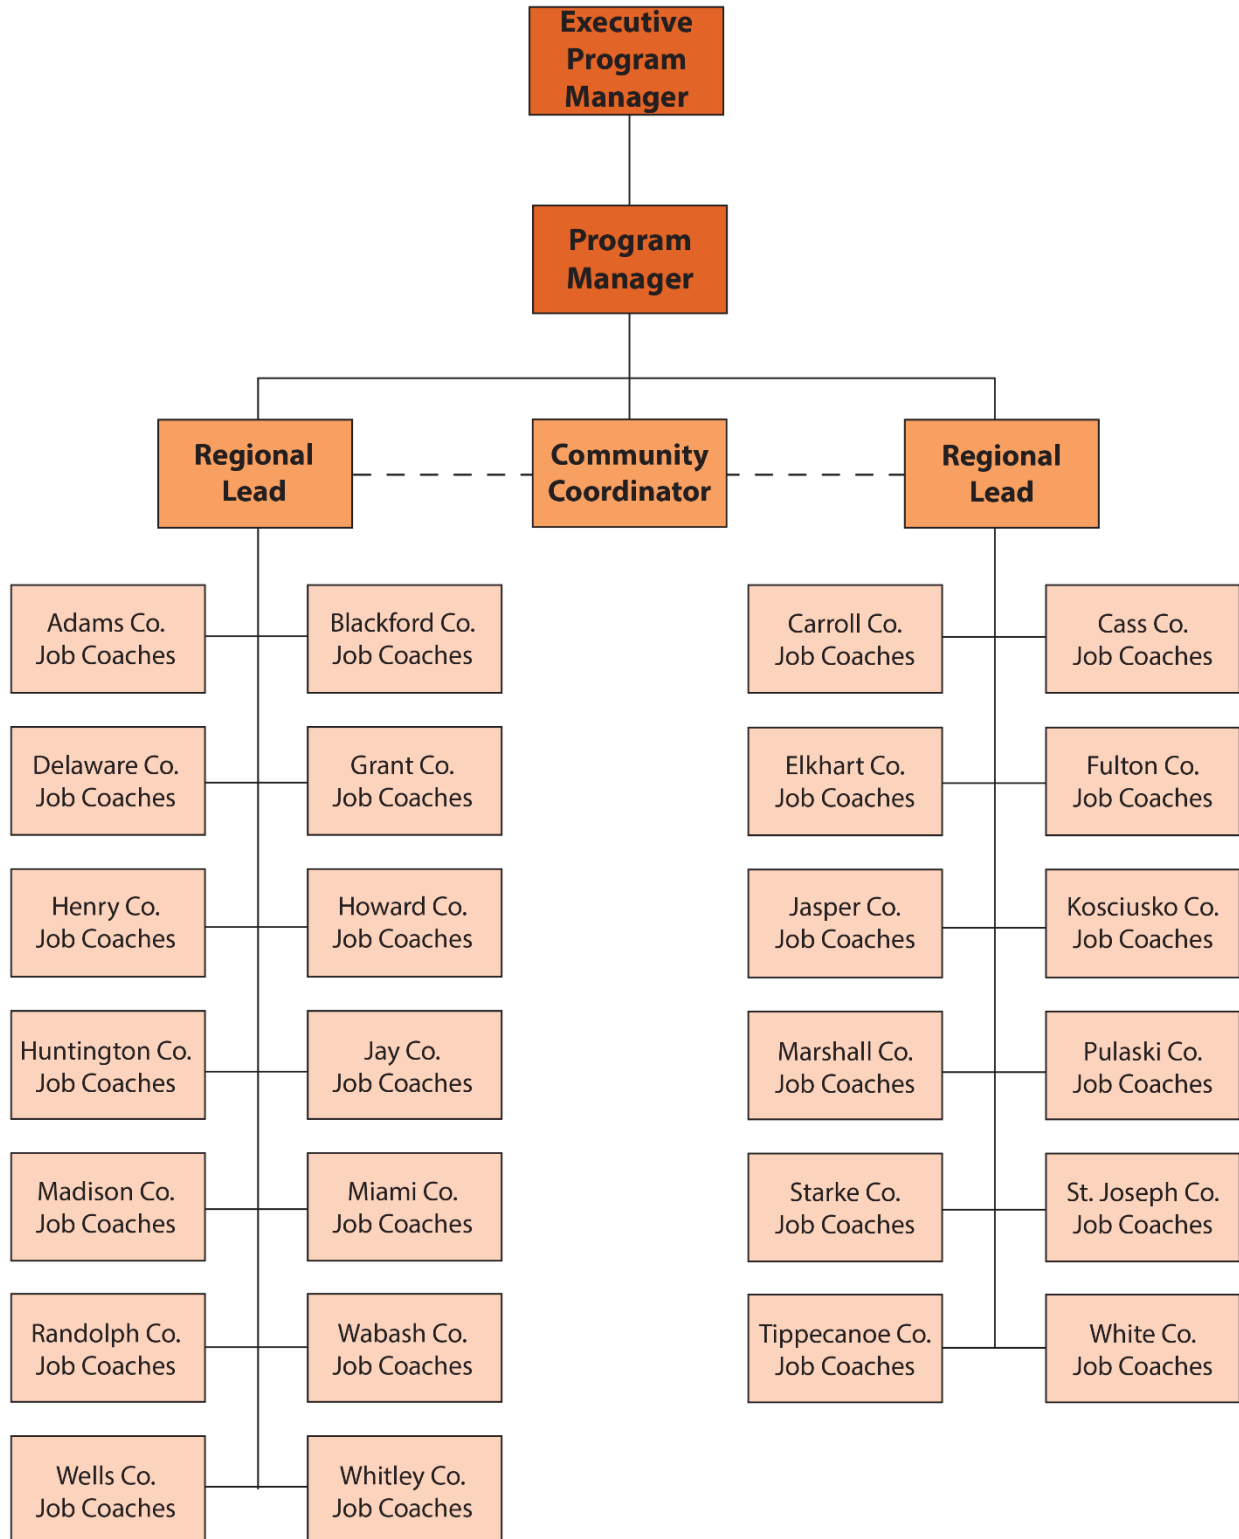 Executive
Program
Manager
Program
Manager
Regional
Lead
Community
Coordinator
Regional
Lead
Adams Co.
Job Coaches
Blackford Co.
Job Coaches
Carroll Co.
Job Coaches
Cass Co.
Job Coaches
Delaware Co.
Job Coaches
Grant Co.
Job Coaches
Elkhart Co.
Job Coaches
Fulton Co.
Job Coaches
Henry Co.
Job Coaches
Howard Co.
Job Coaches
Jasper Co.
Job Coaches
Kosciusko Co.
Job Coaches
Huntington Co.
Job Coaches
Jay Co.
Job Coaches
Marshall Co.
Job Coaches
Pulaski Co.
Job Coaches
Madison Co.
Job Coaches
Miami Co.
Job Coaches
Starke Co.
Job Coaches
St. Joseph Co.
Job Coaches
Randolph Co.
Job Coaches
Wabash Co.
Job Coaches
Tippecanoe Co.
Job Coaches
White Co.
Job Coaches
Wells Co.
Job Coaches
Whitley Co.
Job Coaches